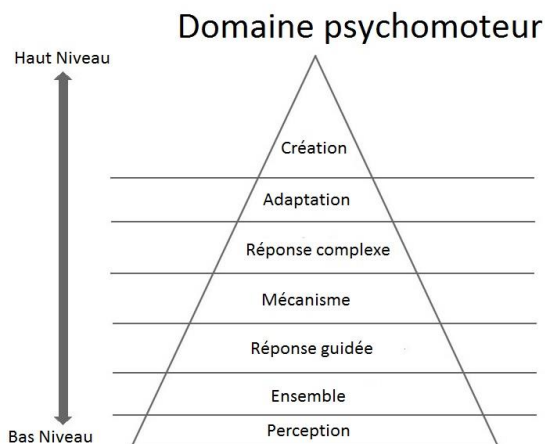 Domaine psychomoteur
Haut Niveau
Création
Adaptation
Réponse complexe
Mécanisme
Réponse guidée
Ensemble
Perception
Bas Niveau